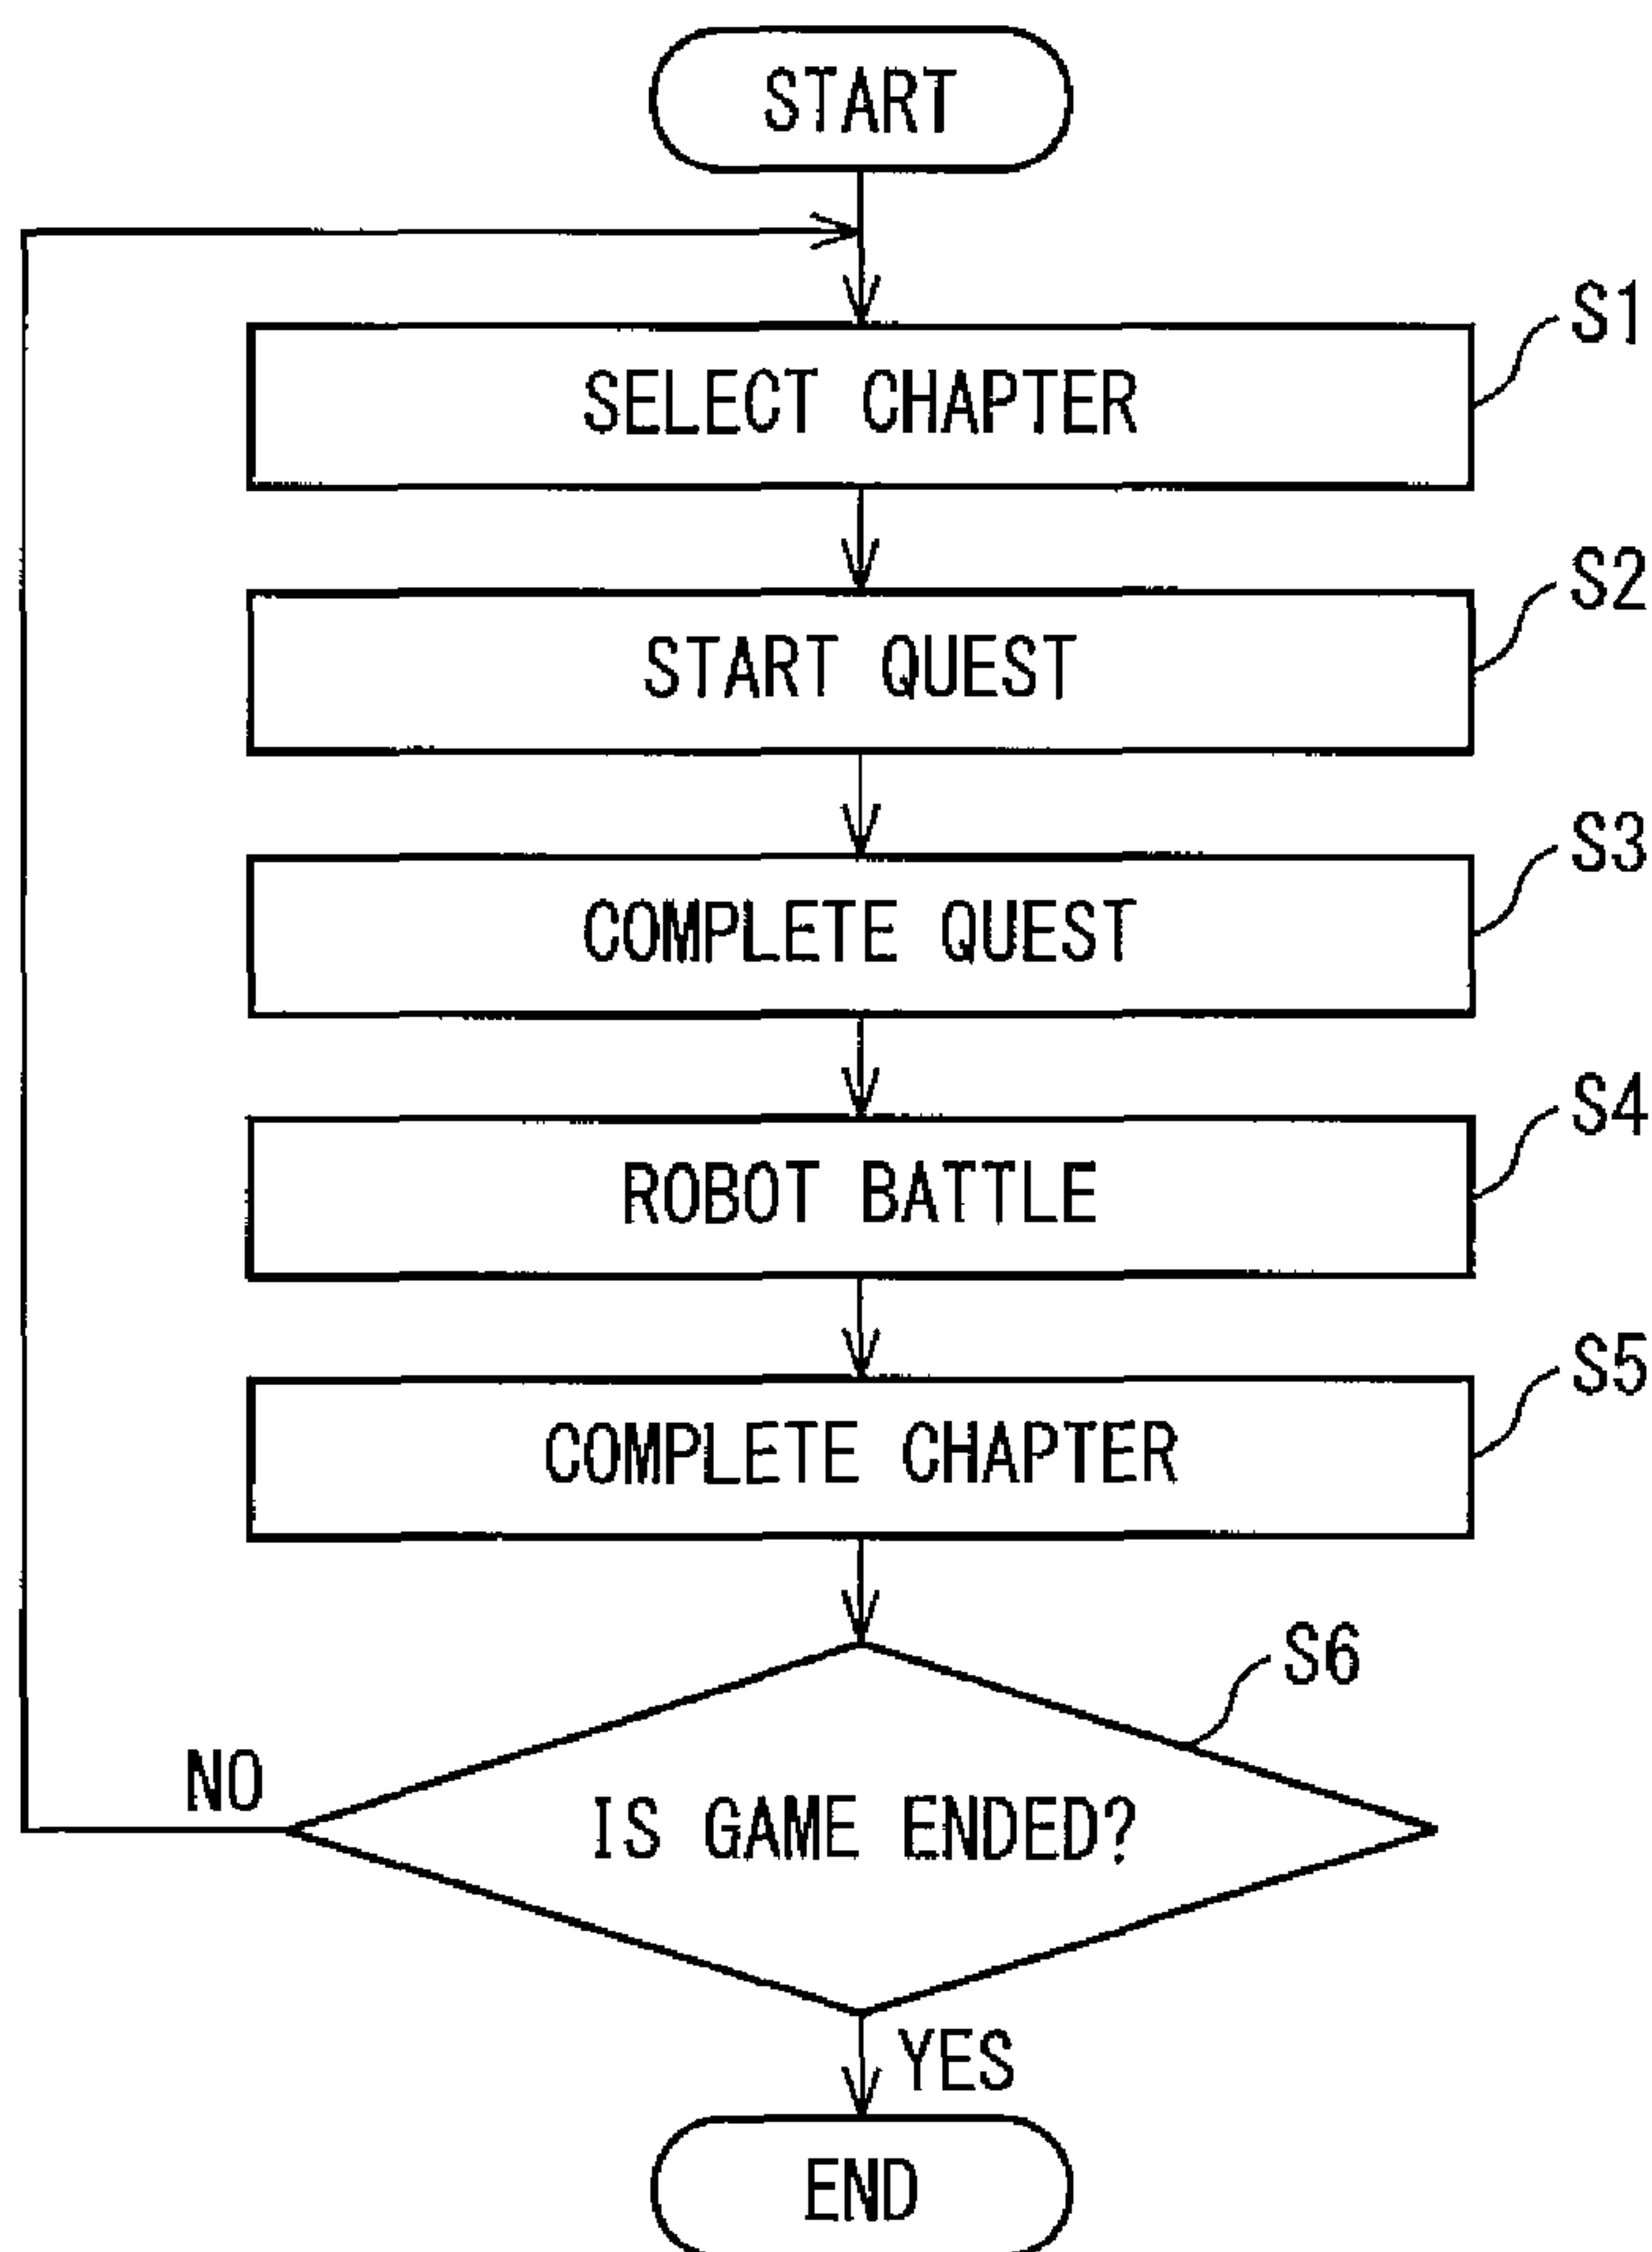 START
SELECT CHAPTER
S1
START QUEST
S2
COMPLETE QUEST
S3
ROBOT BATTLE
S4
COMPLETE CHAPTER
S5
S6
IS GAME ENDED?
NO
YES
END